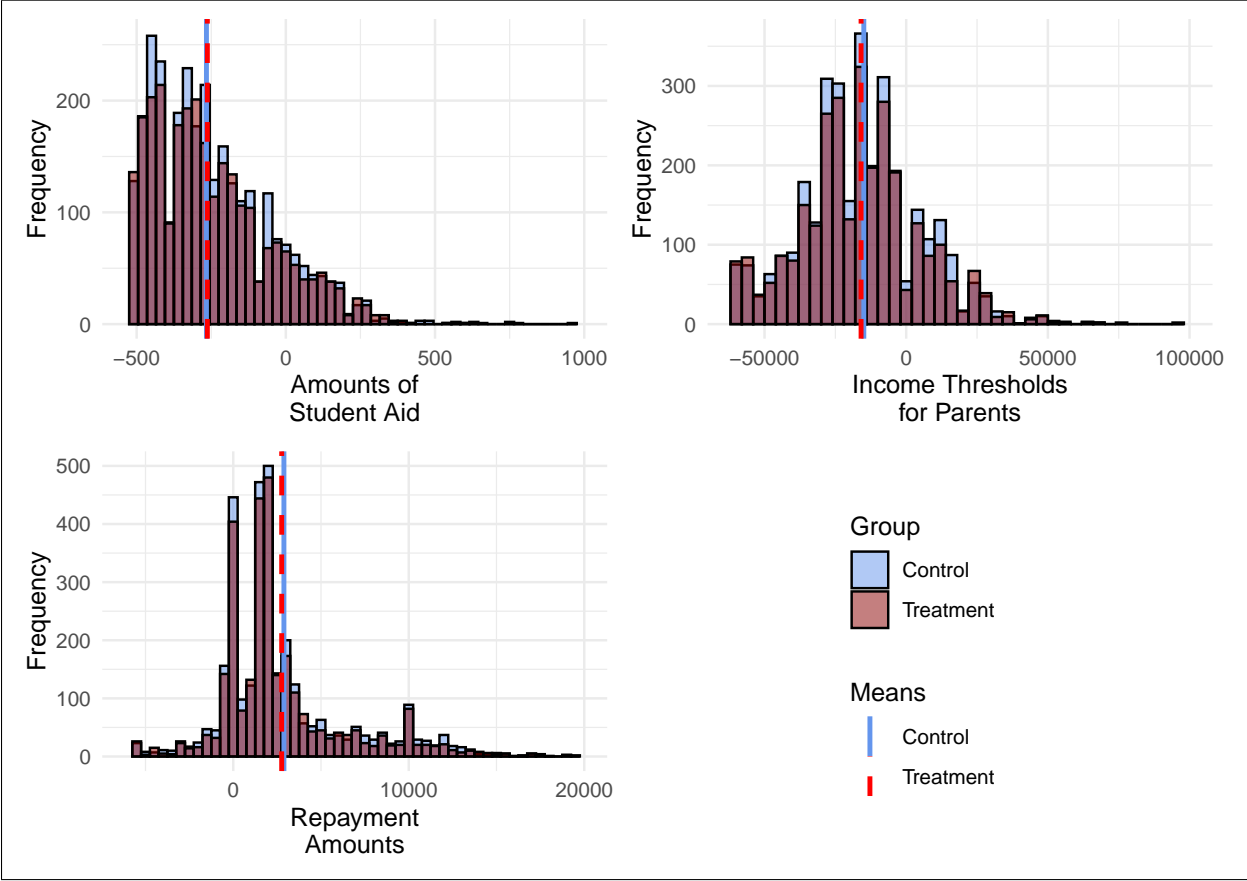 Frequency
200
100
0
−500
0
500
1000
Amounts of
Student Aid
Frequency
300
200
100
0
−50000
0
50000
100000
Income Thresholds
for Parents
Frequency
500
400
300
200
100
0
0
10000
20000
Repayment
Amounts
Group
Control
Treatment
Means
Control
Treatment